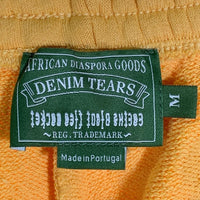 AFRICAN DIASPORA GOODS
DENIM TEARS
~REG. TRADEMARK~
M
Made in Portugal